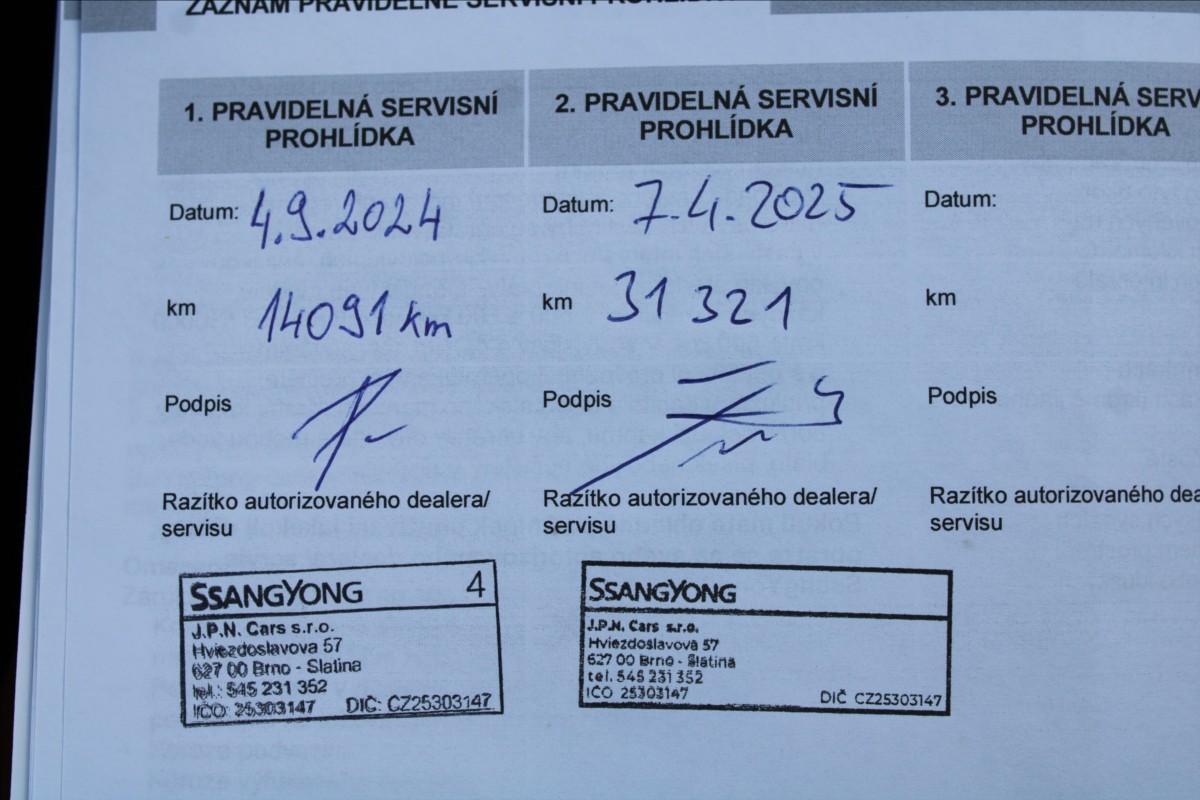 ZÁZNAM PRAVIDELNÉ SERVISNÍ PROHLÍDKY
1. PRAVIDELNÁ SERVISNÍ
PROHLÍDKA
Datum: 4.9.2024
km 14091 km
Podpis
Razítko autorizovaného dealera/
servisu
SSANGYONG 4
J.P.N. Cars s.r.o.
Hviezdoslavova 57
627 00 Brno - Slatina
tel.: 545 231 352
IČO: 25303147 DIČ: CZ25303147
2. PRAVIDELNÁ SERVISNÍ
PROHLÍDKA
Datum: 7.4.2025
km 31 321
Podpis
Razítko autorizovaného dealera/
servisu
SSANGYONG
J.P.N. Cars s.r.o.
Hviezdoslavova 57
627 00 Brno - Slatina
tel. 545 231 352
IČO 25303147 DIČ CZ25303147
3. PRAVIDELNÁ SERV
PROHLÍDKA
Datum:
km
Podpis
Razítko autorizovaného dea
servisu